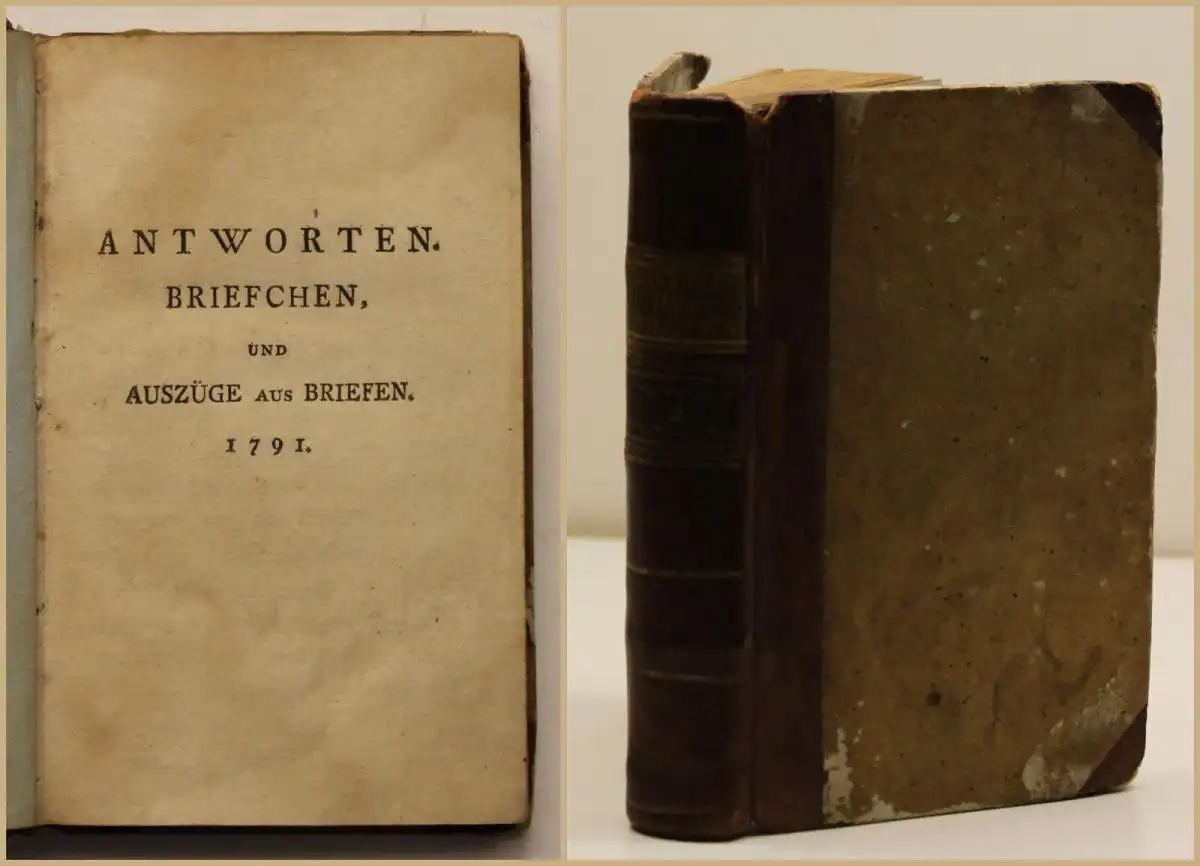 ANTWORTEN.
BRIEFCHEN,
UND
AUSZÜGE AUS BRIEFEN.
1791.